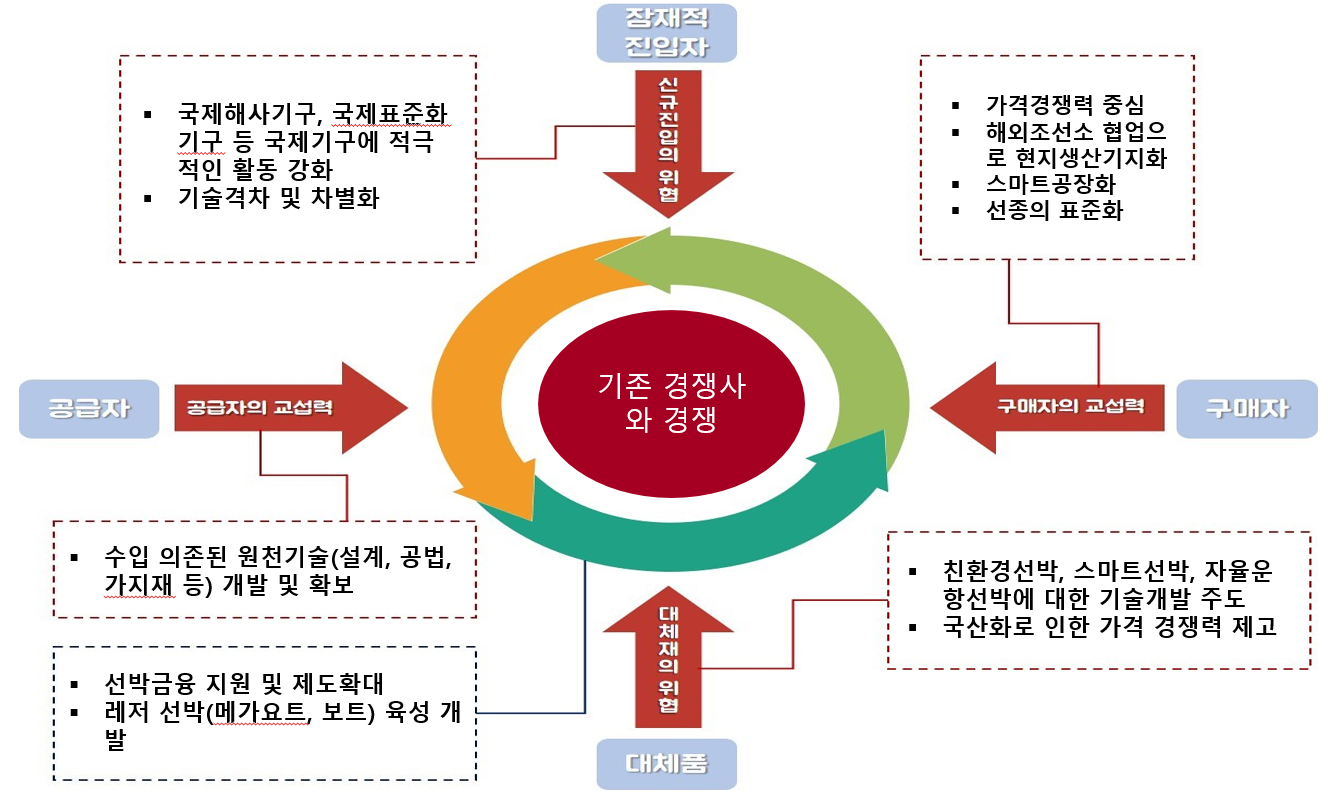 잠재적
진입자
신규진입의 위협
▪ 국제해사기구, 국제표준화
기구 등 국제기구에 적극
적인 활동 강화
▪ 기술격차 및 차별화
▪ 가격경쟁력 중심
▪ 해외조선소 협업으
로 현지생산기지화
▪ 스마트공장화
▪ 선종의 표준화
기존 경쟁사
와 경쟁
공급자
공급자의 교섭력
구매자의 교섭력
구매자
▪ 수입 의존된 원천기술(설계, 공법,
가지재 등) 개발 및 확보
▪ 친환경선박, 스마트선박, 자율운
항선박에 대한 기술개발 주도
▪ 국산화로 인한 가격 경쟁력 제고
대체재의 위협
▪ 선박금융 지원 및 제도확대
▪ 레저 선박(메가요트, 보트) 육성 개
발
대체품